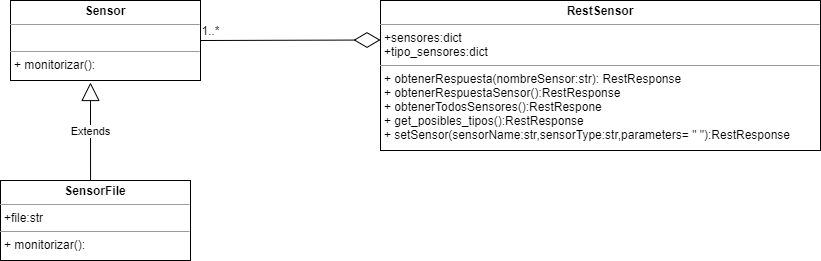 Sensor
+ monitorizar():
1..*
RestSensor
+sensores:dict
+tipo_sensores:dict
+ obtenerRespuesta(nombreSensor:str): RestResponse
+ obtenerRespuestaSensor():RestResponse
+ obtenerTodosSensores():RestRespone
+ get_posibles_tipos():RestResponse
+ setSensor(sensorName:str,sensorType:str,parameters= " "):RestResponse
Extends
SensorFile
+file:str
+ monitorizar():